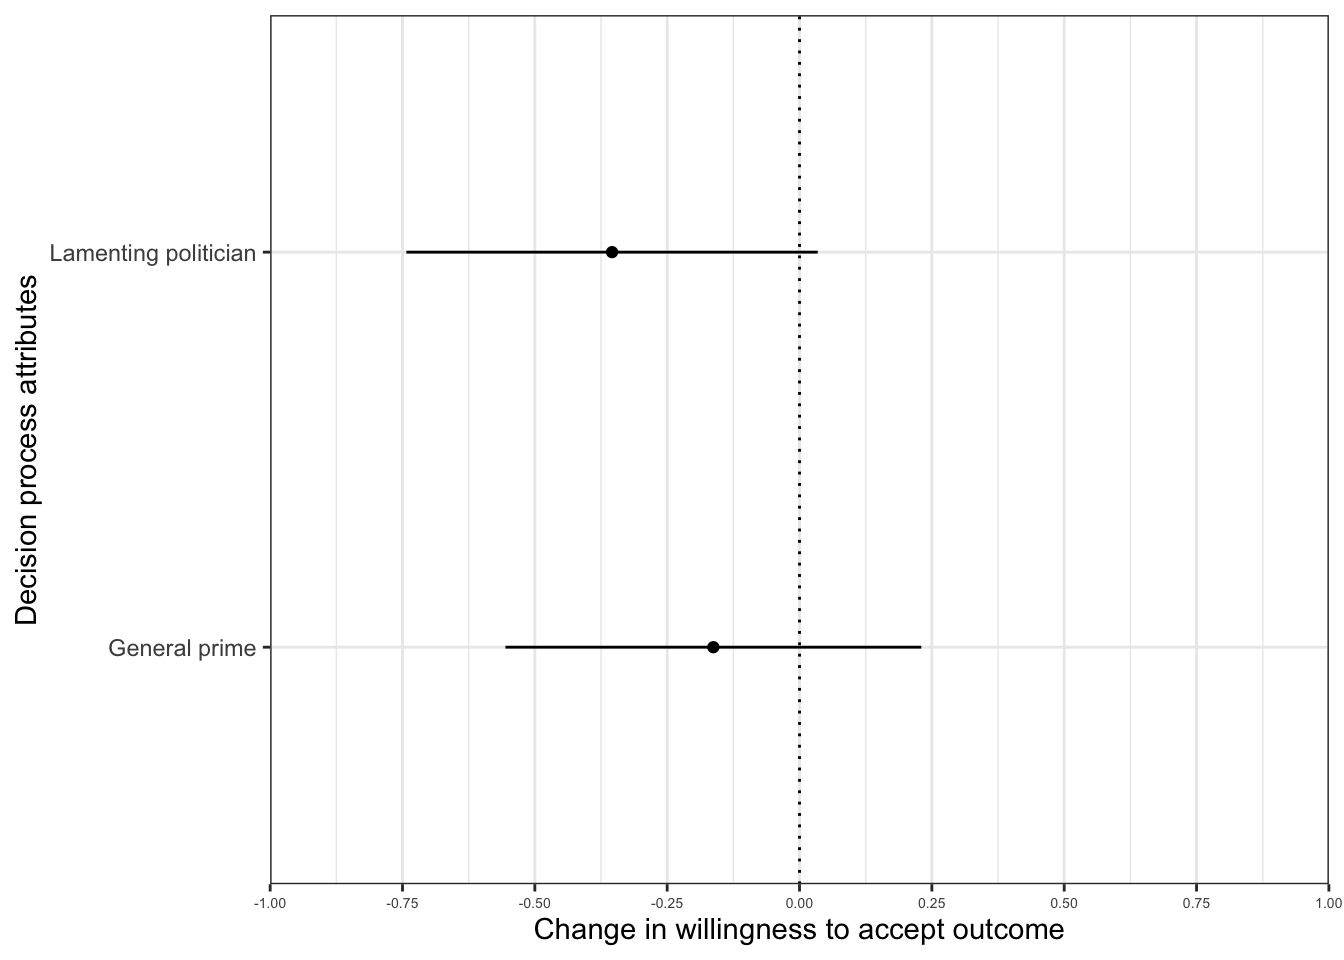 Decision process attributes
Lamenting politician
General prime
-1.00 -0.75 -0.50 -0.25 0.00 0.25 0.50 0.75 1.00
Change in willingness to accept outcome